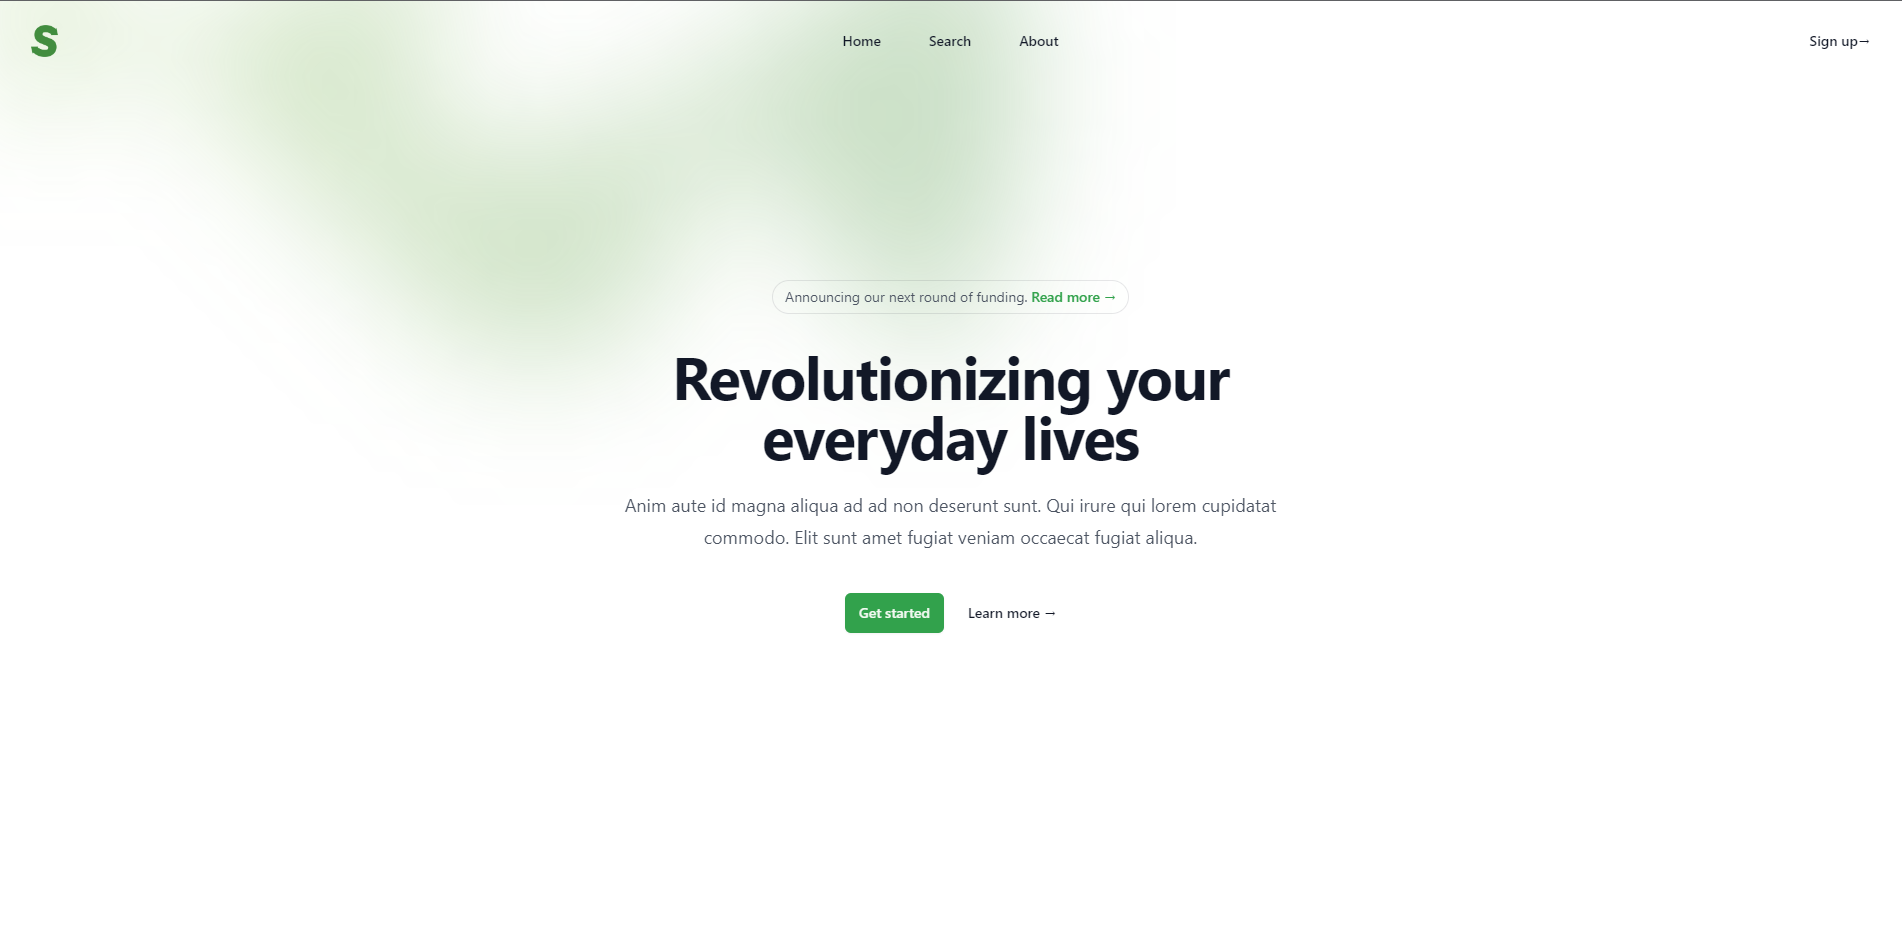 S
Home
Search
About
Sign up→
Announcing our next round of funding. Read more →
Revolutionizing your
everyday lives
Anim aute id magna aliqua ad ad non deserunt sunt. Qui irure qui lorem cupidatat
commodo. Elit sunt amet fugiat veniam occaecat fugiat aliqua.
Get started
Learn more →